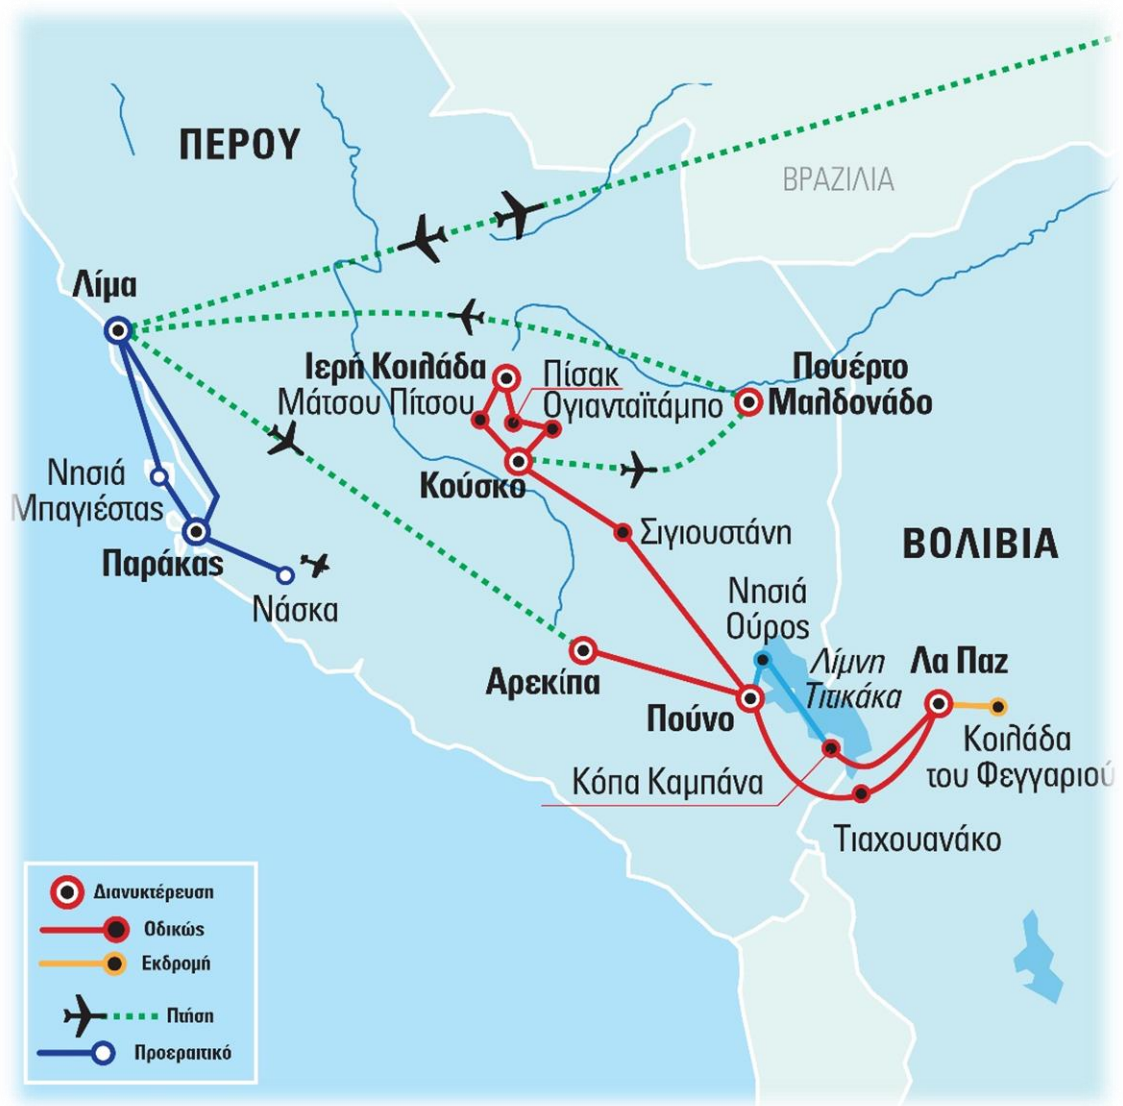 ΠΕΡΟΥ
ΒΡΑΖΙΛΙΑ
Λίμα
Ιερή Κοιλάδα
Μάτσου Πίτσου
Πίσακ
Ογιανταϊτάμπο
Πουέρτο
Μαλδονάδο
Κούσκο
Νησιά
Μπαγιέστας
Παράκας
Νάσκα
Σιγιουστάνη
ΒΟΛΙΒΙΑ
Νησιά
Ούρος
Λίμνη
Τιτικάκα
Λα Παζ
Αρεκίπα
Πούνο
Κοιλάδα
του Φεγγαριού
Κόπα Καμπάνα
Τιαχουανάκο
Διανυκτέρευση
Οδικώς
Εκδρομή
Πτήση
Προεραιτικό